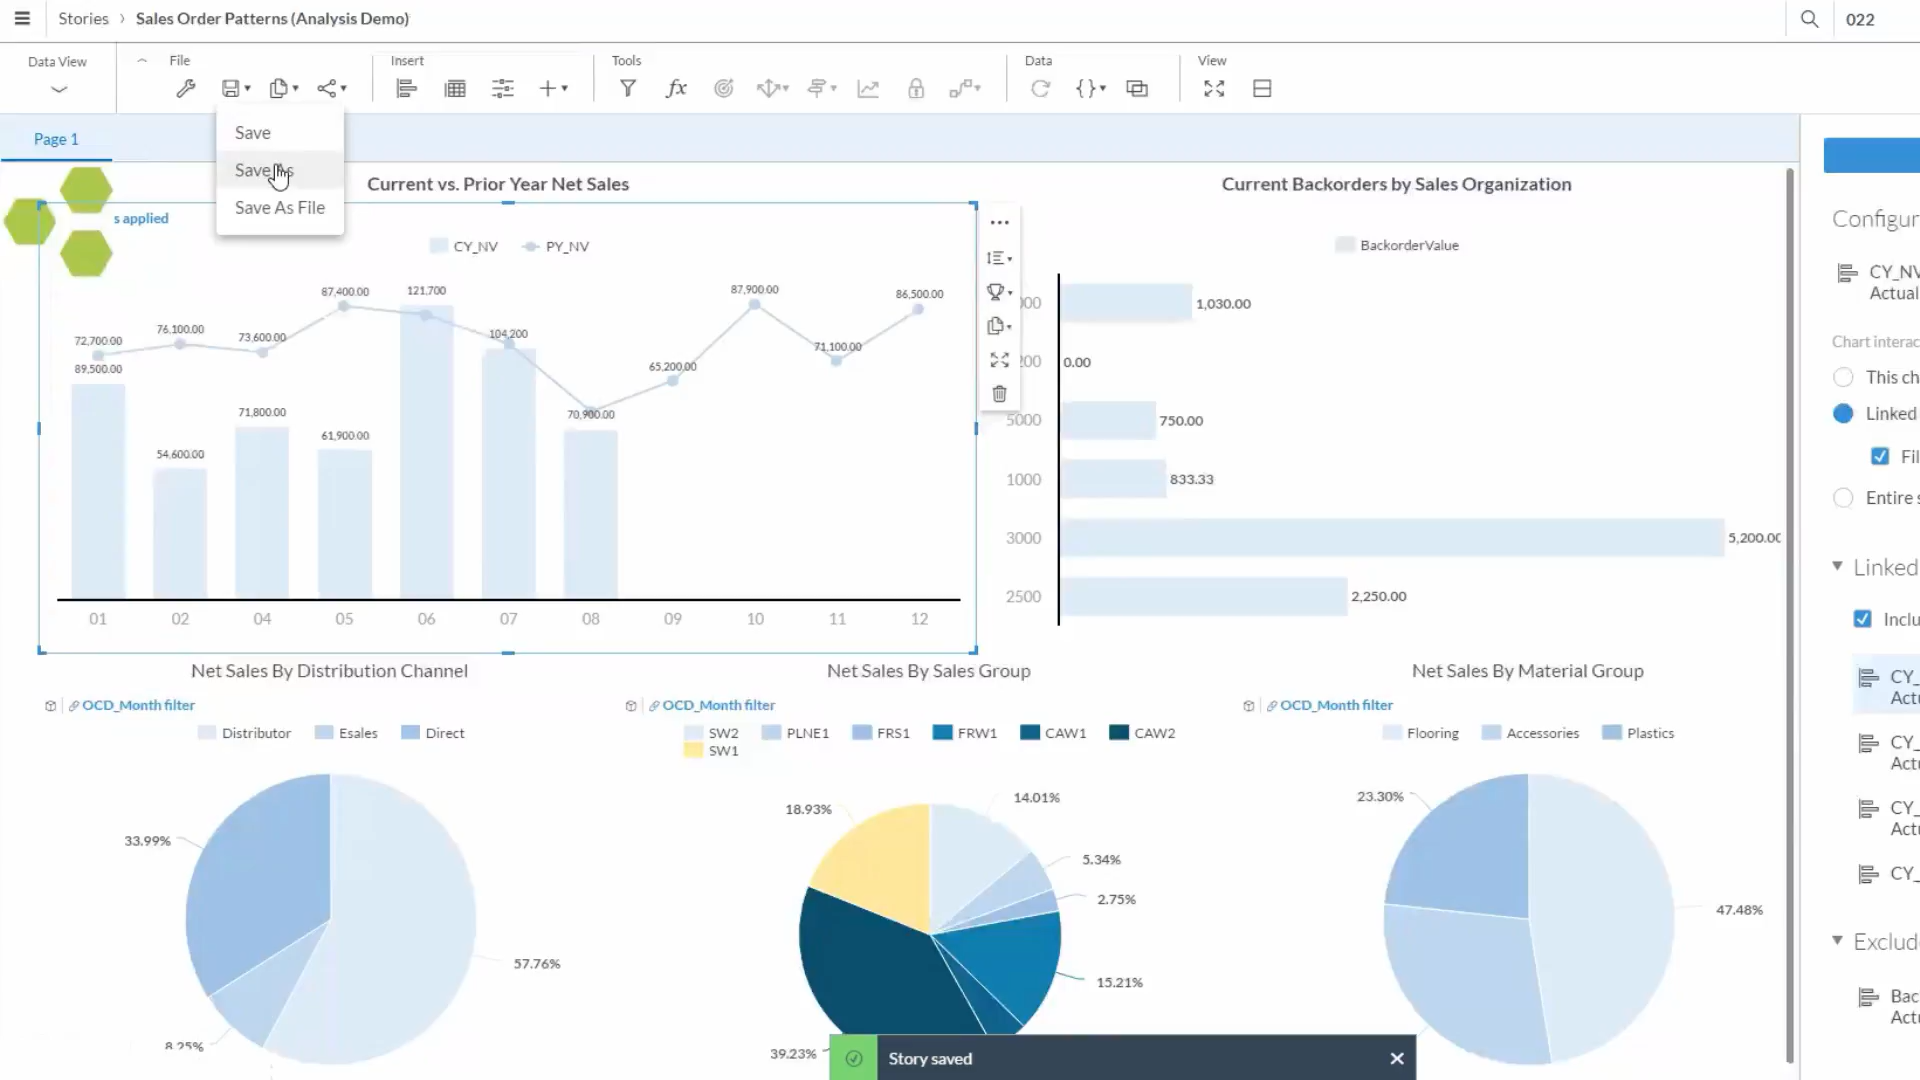 Stories › Sales Order Patterns (Analysis Demo)
022
Data View
File
Insert
Tools
Data
View
Save
Save As
Save As File
Page 1
Current vs. Prior Year Net Sales
s applied
CY_NV PY_NV
72,700.00
76,100.00
73,600.00
87,400.00
121,700
104,200
87,900.00
86,500.00
89,500.00
54,600.00
71,800.00
61,900.00
70,900.00
65,200.00
71,100.00
01 02 04 05 06 07 08 09 10 11 12
Current Backorders by Sales Organization
BackorderValue
1,030.00
0.00
5000 750.00
1000 833.33
3000 5,200.00
2500 2,250.00
Net Sales By Distribution Channel
OCD_Month filter
Distributor Esales Direct
33.99%
57.76%
8.25%
Net Sales By Sales Group
OCD_Month filter
SW2 PLNE1 FRS1 FRW1 CAW1 CAW2
SW1
18.93%
14.01%
5.34%
2.75%
15.21%
39.23%
Net Sales By Material Group
OCD_Month filter
Flooring Accessories Plastics
23.30%
47.48%
Story saved
Configur
CY_NV
Actual
Chart interac
This ch
Linked
Fil
Entire s
Linked
Inclu
CY_
Actu
CY_
Actu
CY_
Actu
CY_
Exclud
Bac
Actu